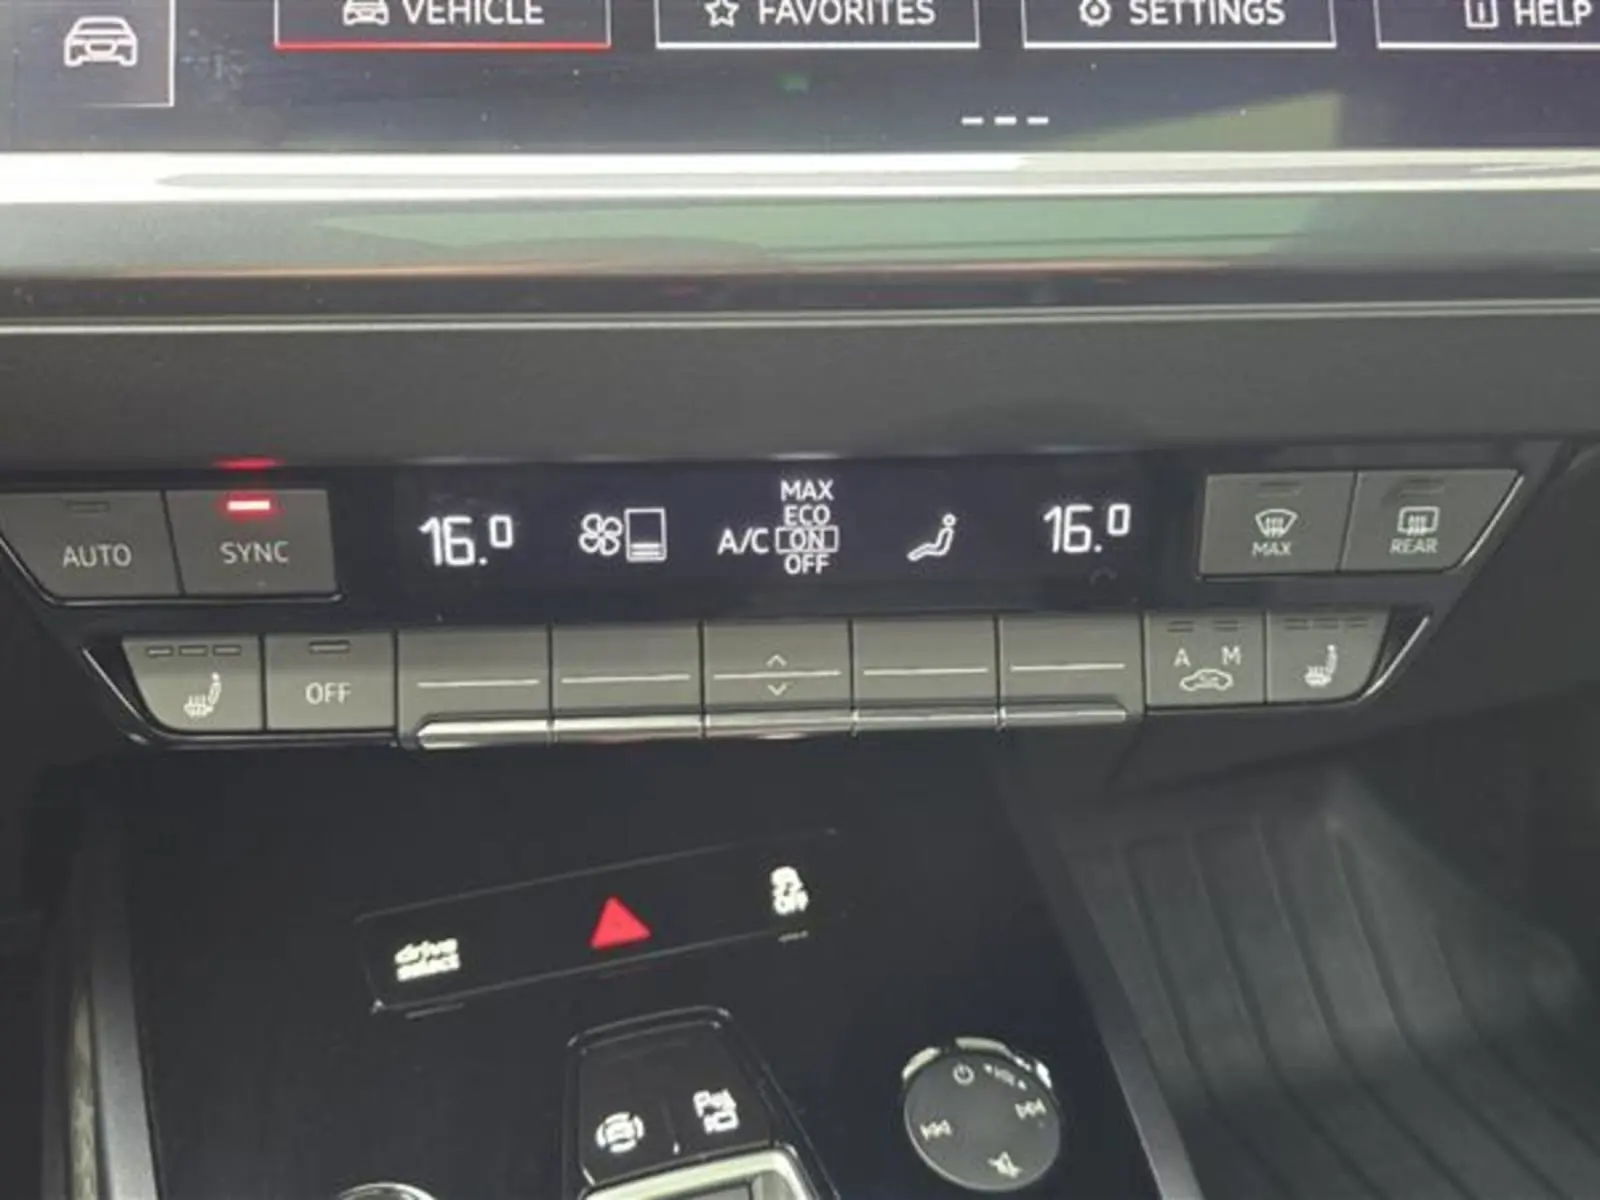 VEHICLE
FAVORITES
SETTINGS
HELP
AUTO
SYNC
16.0
A/C
MAX
ECO
ON
OFF
16.0
MAX
REAR
OFF
A M
drive
select
OFF